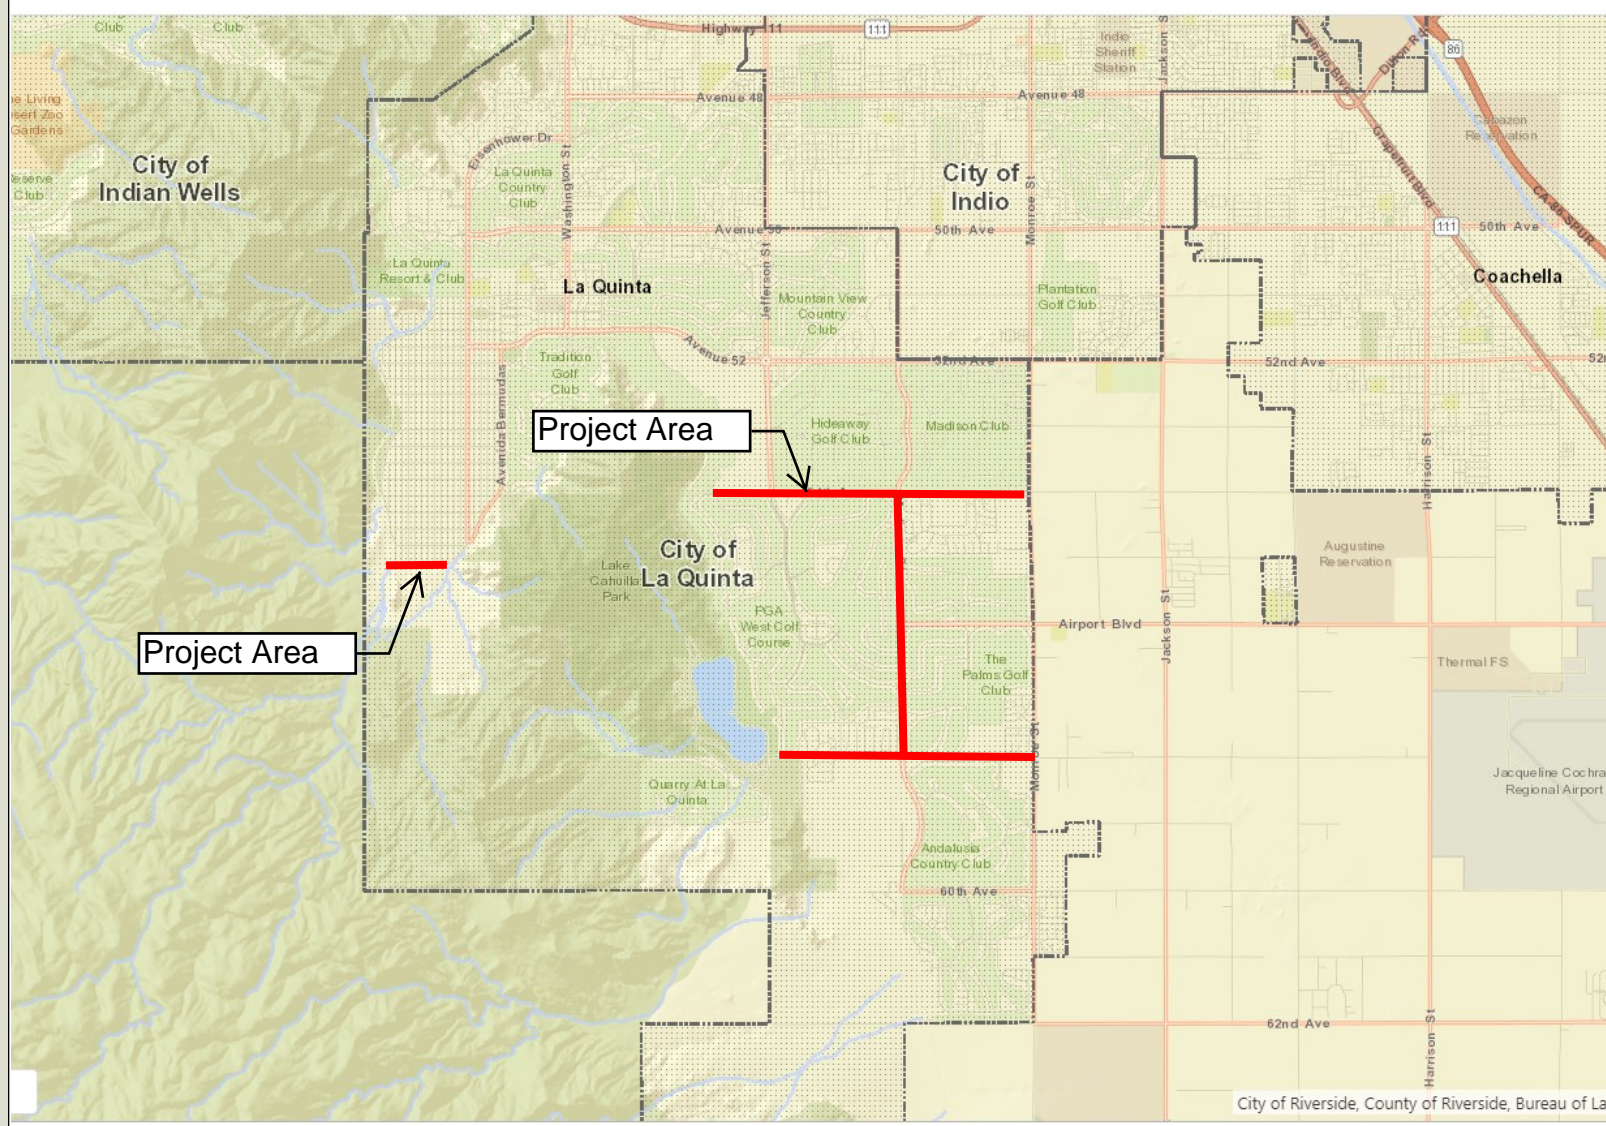 Club
Club
Highway 111
111
Indio
Sheriff
Station
Jackson S
Indio Blvd
Dillon Rd
86
e Living
sert Zoo
Gardens
Avenue 48
Avenue 48
Cabazon
Reservation
City of
Indian Wells
Eisenhower Dr
Washington St
La Quinta
Country
Club
City of
Indio
Monroe St
Grapefruit Blvd
CA-86 SPUR
eserve
Club
Avenue 50
50th Ave
111
50th Ave
La Quinta
Resort & Club
La Quinta
Jefferson St
Mountain View
Country
Club
Plantation
Golf Club
Coachella
Avenue 52
52nd Ave
52nd Ave
52
Tradition
Golf
Club
Avenida Bermudas
Project Area
Hideaway
Golf Club
Madison Club
Harrison St
City of
La Quinta
Lake
Cahuilla
Park
Augustine
Reservation
Project Area
PGA
West Golf
Course
Airport Blvd
Jackson St
The
Palms Golf
Club
Thermal FS
Monroe St
Quarry At La
Quinta
Jacqueline Cochra
Regional Airport
Andalusia
Country Club
60th Ave
62nd Ave
Harrison St
City of Riverside, County of Riverside, Bureau of La